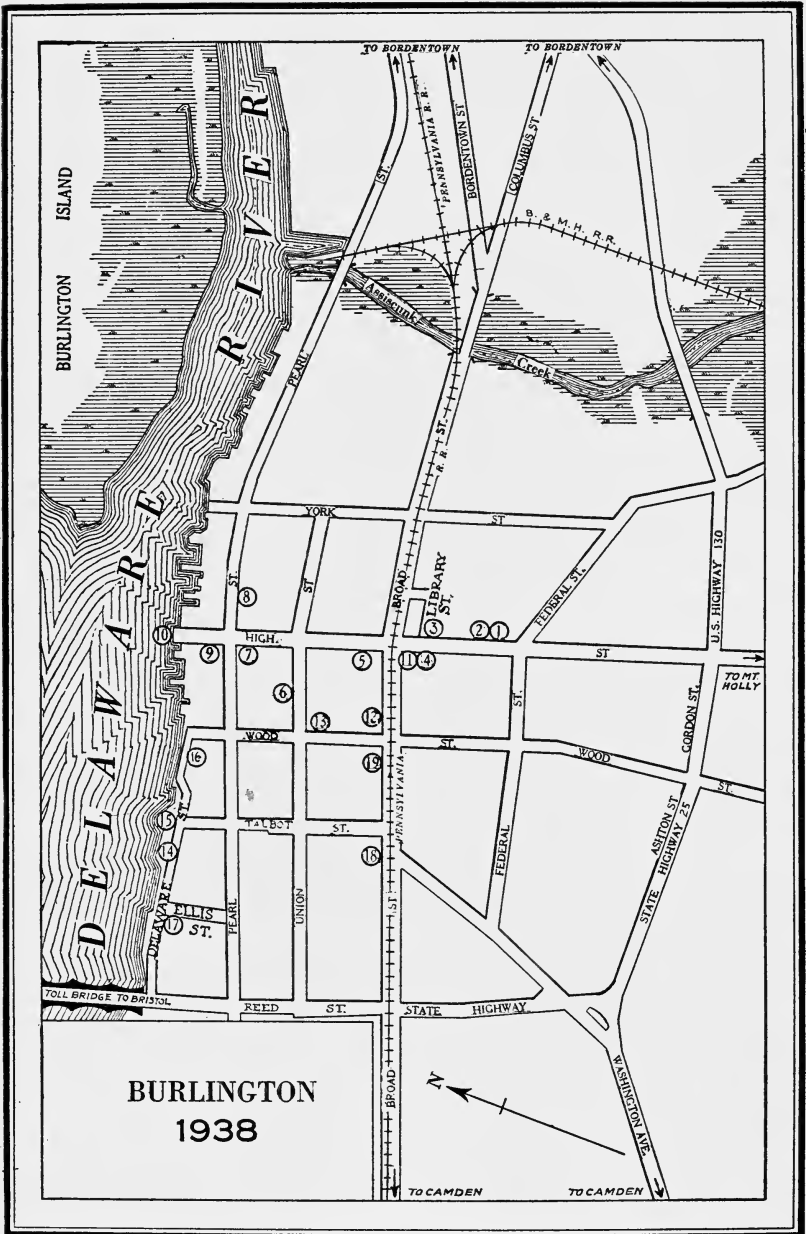 TO BORDENTOWN
TO BORDENTOWN
BURLINGTON ISLAND
DELAWARE RIVER
PENNSYLVANIA R.R.
BORDENTOWN ST
COLUMBUS ST
ST.
PEARL
B. & M.H. R.R.
Assiscunk
Creek
ST.
R.R.
YORK
ST
ST.
ST
BROAD
LIBRARY
ST.
FEDERAL ST.
U.S. HIGHWAY 130
8
3
2
1
10
HIGH.
ST
9
7
5
11
4
TO MT.
HOLLY
6
ST.
GORDON ST.
13
12
WOOD
ST.
WOOD
ST.
16
19
PENNSYLVANIA
15
ST.
TALBOT
ST.
ASHTON ST
STATE HIGHWAY 25
14
18
FEDERAL
DELAWARE
ELLIS
ST.
17
PEARL
UNION
ST.
TOLL BRIDGE TO BRISTOL
REED
ST.
STATE
HIGHWAY
BURLINGTON
1938
BROAD
N
WASHINGTON AVE.
TO CAMDEN
TO CAMDEN